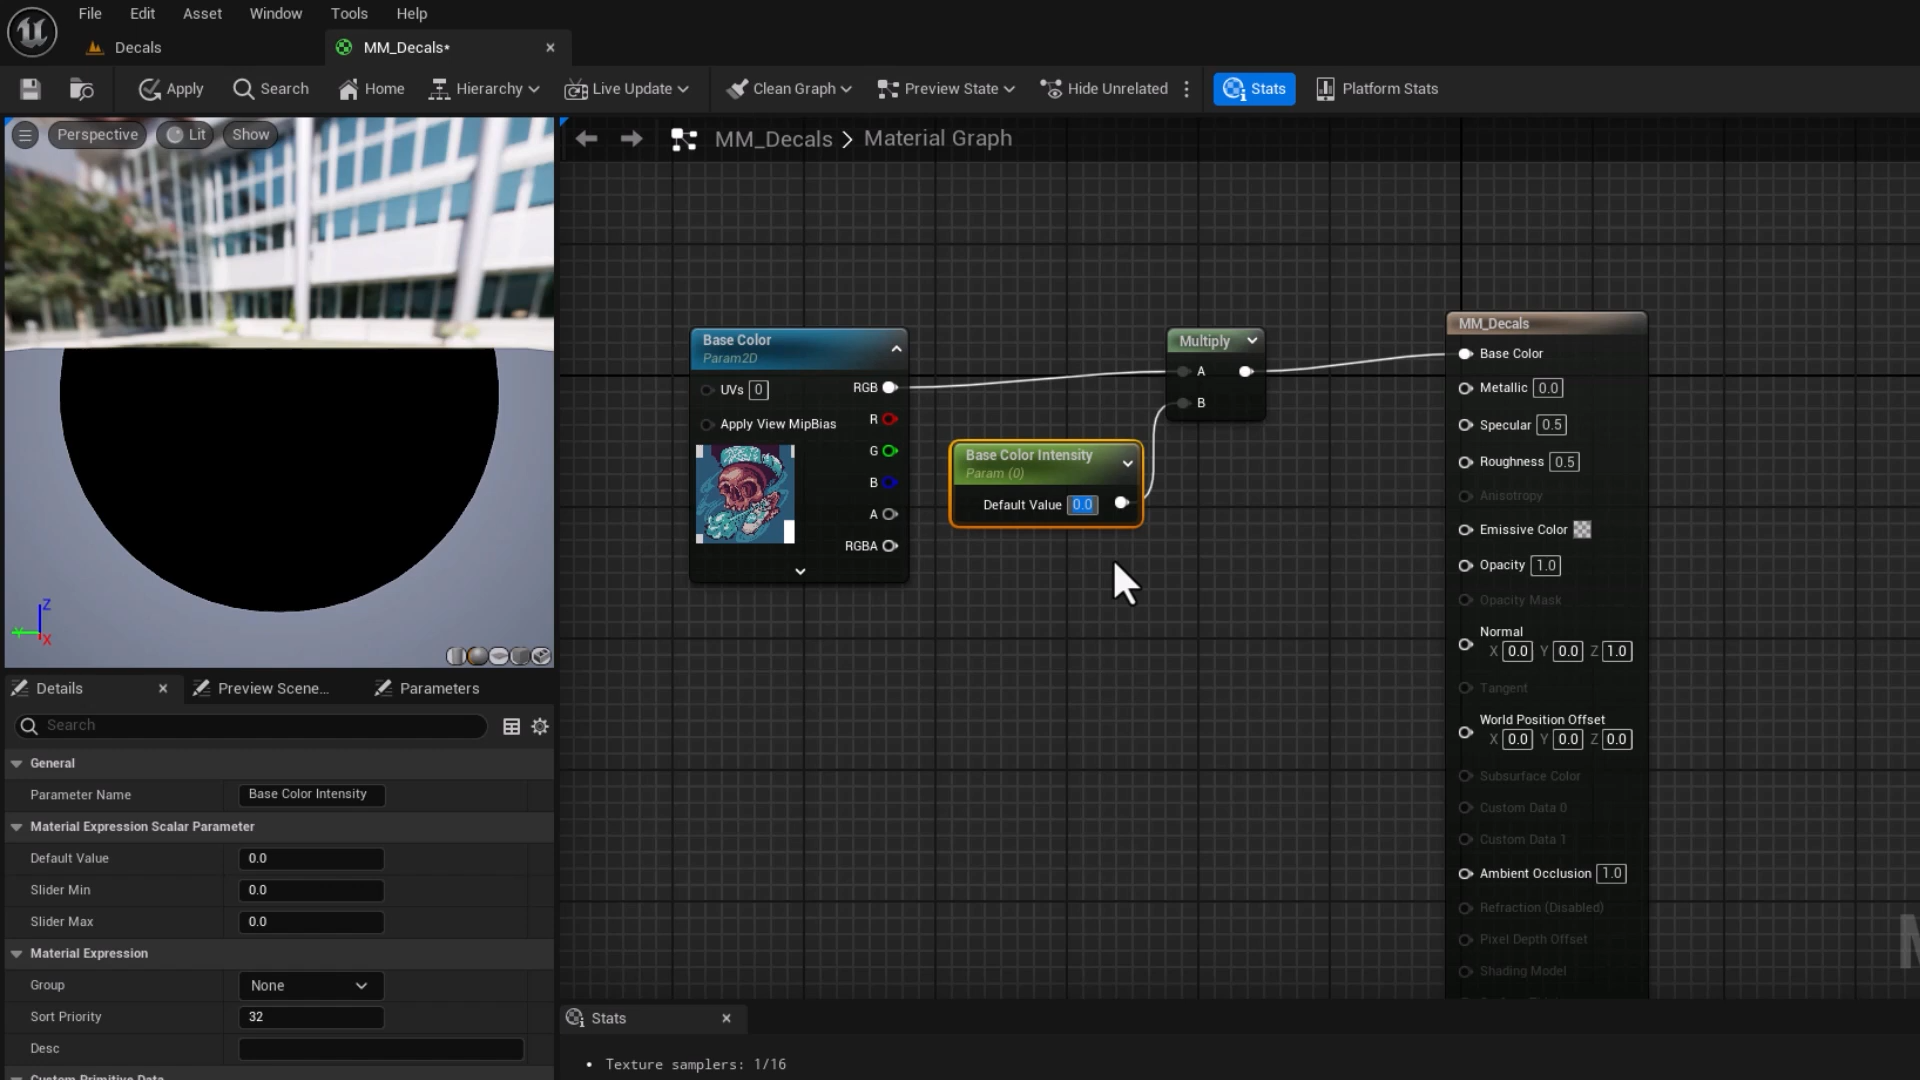 File Edit Asset Window Tools Help
Decals MM_Decals*
Apply Search Home Hierarchy Live Update Clean Graph Preview State Hide Unrelated Stats Platform Stats
Perspective Lit Show
MM_Decals > Material Graph
Base Color
Param2D
UVs 0
RGB
Apply View MipBias
R
G
B
A
RGBA
Base Color Intensity
Param (0)
Default Value 0.0
Multiply
A
B
MM_Decals
Base Color
Metallic 0.0
Specular 0.5
Roughness 0.5
Anisotropy
Emissive Color
Opacity 1.0
Opacity Mask
Normal
X 0.0 Y 0.0 Z 1.0
Tangent
World Position Offset
X 0.0 Y 0.0 Z 0.0
Subsurface Color
Custom Data 0
Custom Data 1
Ambient Occlusion 1.0
Refraction (Disabled)
Pixel Depth Offset
Shading Model
Z
Y
X
Details Preview Scene... Parameters
Search
General
Parameter Name Base Color Intensity
Material Expression Scalar Parameter
Default Value 0.0
Slider Min 0.0
Slider Max 0.0
Material Expression
Group None
Sort Priority 32
Desc
Custom Primitive Data
Stats
• Texture samplers: 1/16